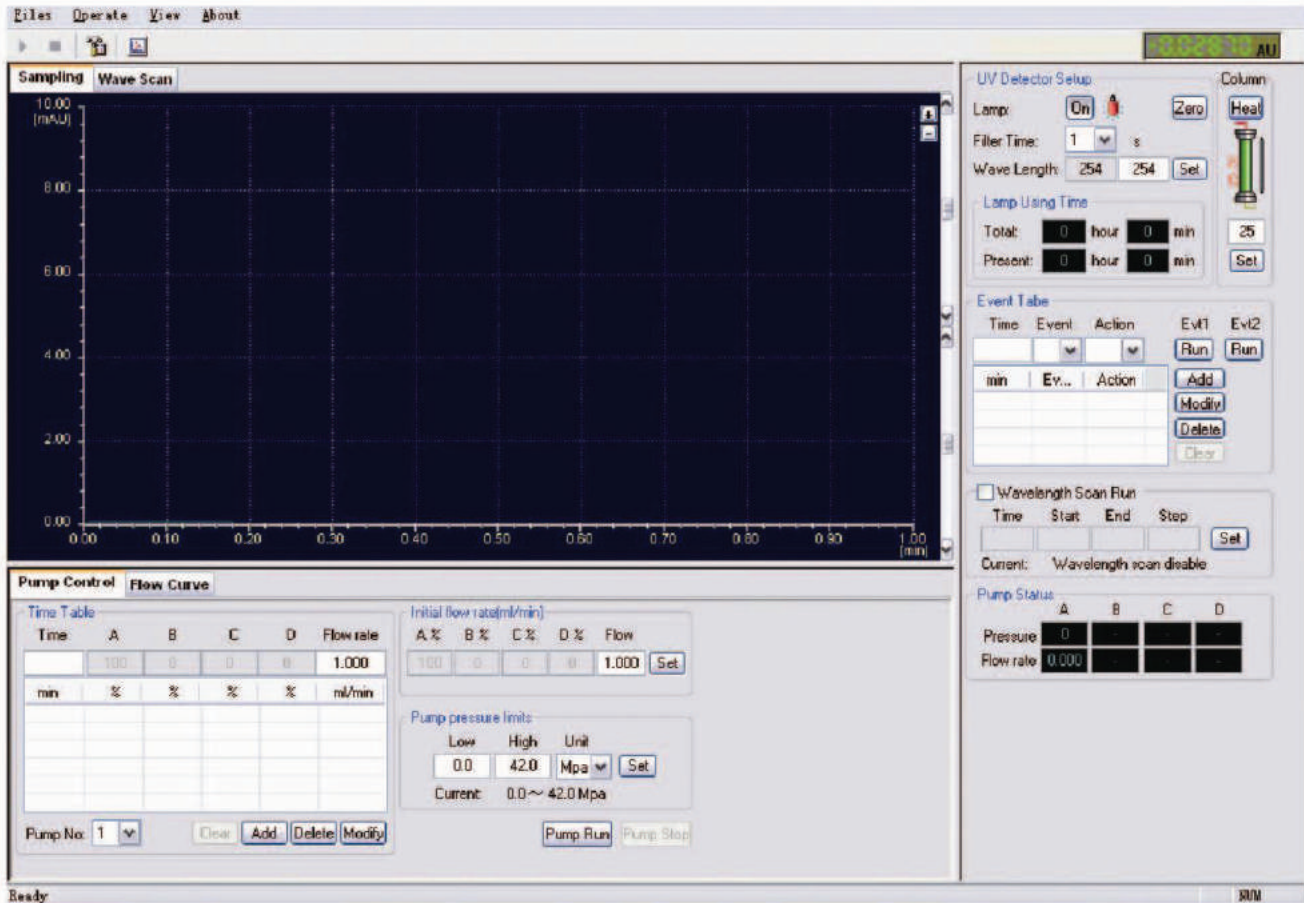 Files Operate View About
-0.02870 AU
Sampling Wave Scan
10.00
[mAU]
8.00
6.00
4.00
2.00
0.00
0.00 0.10 0.20 0.30 0.40 0.50 0.60 0.70 0.80 0.90 1.00
[min]
UV Detector Setup
Lamp: On Zero
Filler Time: 1 s
Wave Length: 254 254 Set
Lamp Using Time
Total: 0 hour 0 min
Present: 0 hour 0 min
Column
Heat
25
Set
Event Tabe
Time Event Action Evt1 Evt2
Run Run
min Ev... Action Add
Modify
Delete
Clear
Wavelength Scan Run
Time Start End Step
Set
Current: Wavelength scan disable
Pump Status
A B C D
Pressure 0 - - -
Flow rate 0.000 - - -
Pump Control Flow Curve
Time Table
Time A B C D Flow rate
100 0 0 0 1.000
min % % % % ml/min
Pump No: 1 Clear Add Delete Modify
Initial flow rate(ml/min)
A % B % C % D % Flow
100 0 0 0 1.000 Set
Pump pressure limits
Low High Unit
0.0 42.0 Mpa Set
Current: 0.0~ 42.0 Mpa
Pump Run Pump Stop
Ready NUM